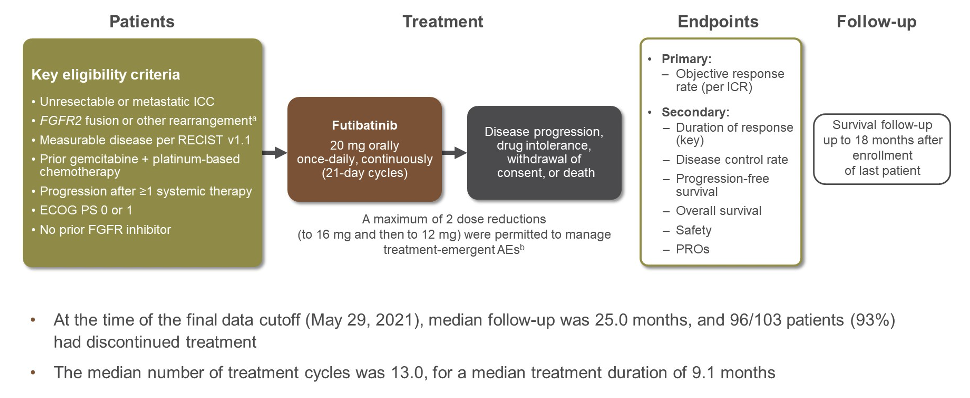 Patients
Treatment
Endpoints
Follow-up
Key eligibility criteria
• Unresectable or metastatic ICC
• FGFR2 fusion or other rearrangementᵃ
• Measurable disease per RECIST v1.1
• Prior gemcitabine + platinum-based
chemotherapy
• Progression after ≥1 systemic therapy
• ECOG PS 0 or 1
• No prior FGFR inhibitor
Futibatinib
20 mg orally
once-daily, continuously
(21-day cycles)
Disease progression,
drug intolerance,
withdrawal of
consent, or death
A maximum of 2 dose reductions
(to 16 mg and then to 12 mg) were permitted to manage
treatment-emergent AEsᵇ
• Primary:
– Objective response
rate (per ICR)
• Secondary:
– Duration of response
(key)
– Disease control rate
– Progression-free
survival
– Overall survival
– Safety
– PROs
Survival follow-up
up to 18 months after
enrollment
of last patient
• At the time of the final data cutoff (May 29, 2021), median follow-up was 25.0 months, and 96/103 patients (93%)
had discontinued treatment
• The median number of treatment cycles was 13.0, for a median treatment duration of 9.1 months